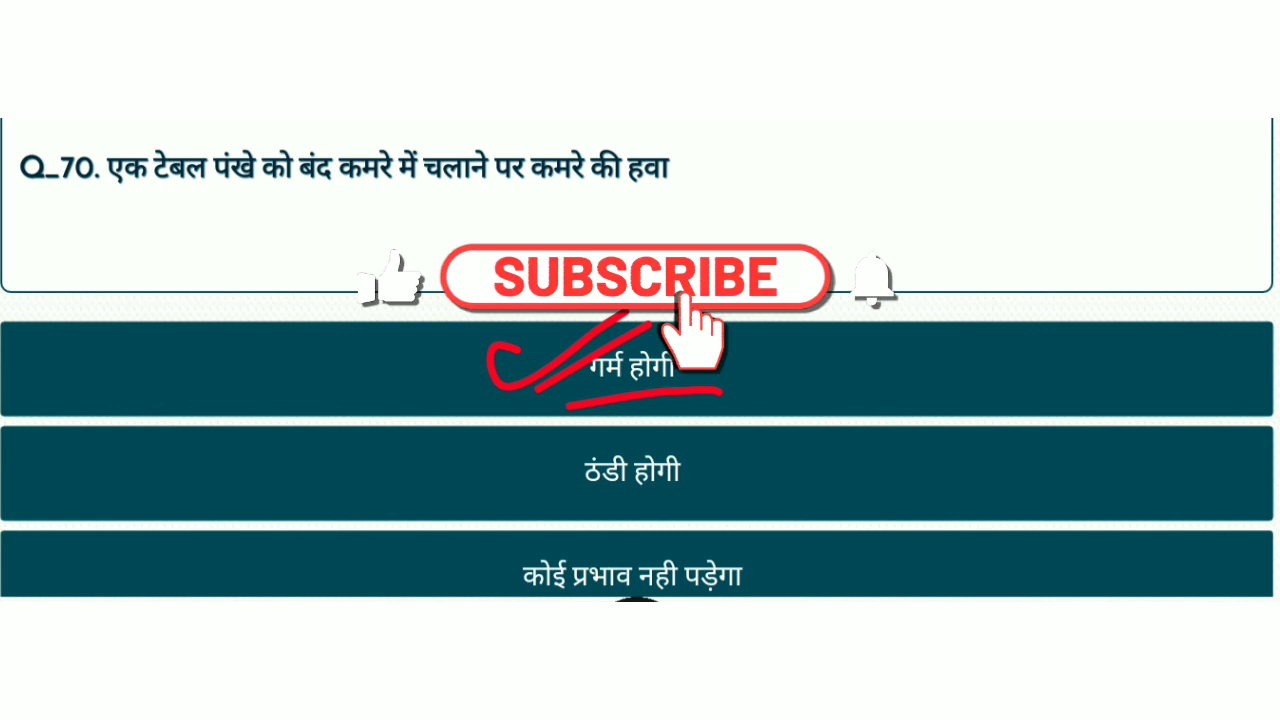 Q_70. एक टेबल पंखे को बंद कमरे में चलाने पर कमरे की हवा
SUBSCRIBE
गर्म होगी
ठंडी होगी
कोई प्रभाव नही पड़ेगा